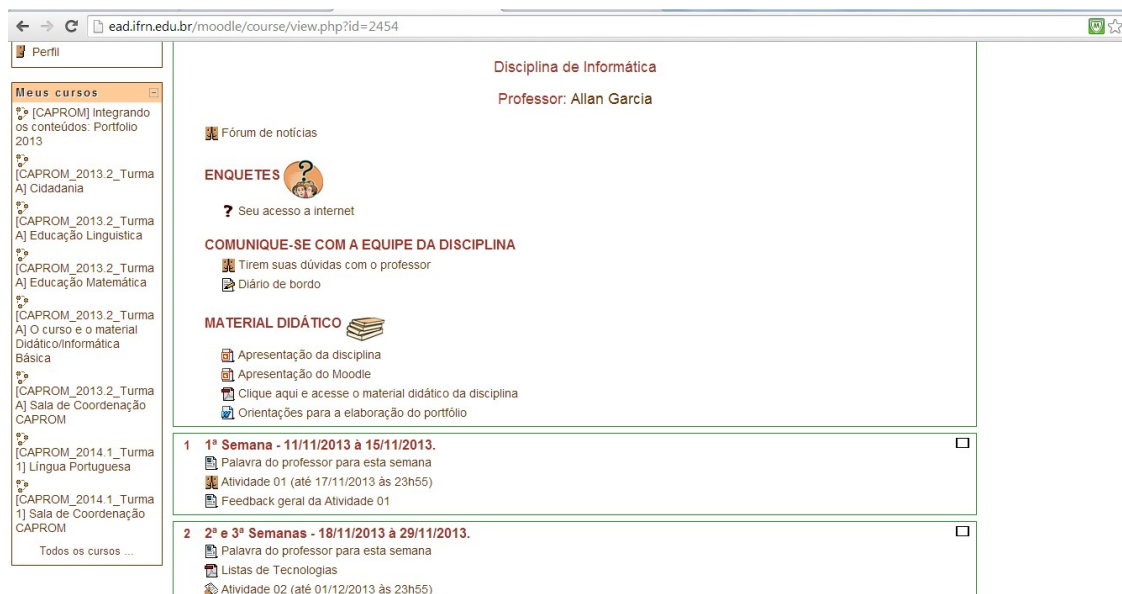 ead.ifrn.edu.br/moodle/course/view.php?id=2454
Perfil
Meus cursos
[CAPROM] Integrando
os conteúdos: Portfolio
2013
[CAPROM_2013.2_Turma
A] Cidadania
[CAPROM_2013.2_Turma
A] Educação Linguistica
[CAPROM_2013.2_Turma
A] Educação Matemática
[CAPROM_2013.2_Turma
A] O curso e o material
Didático/Informática
Básica
[CAPROM_2013.2_Turma
A] Sala de Coordenação
CAPROM
[CAPROM_2014.1_Turma
1] Língua Portuguesa
[CAPROM_2014.1_Turma
1] Sala de Coordenação
CAPROM
Todos os cursos ...
Disciplina de Informática
Professor: Allan Garcia
Fórum de notícias
ENQUETES
Seu acesso a internet
COMUNIQUE-SE COM A EQUIPE DA DISCIPLINA
Tirem suas dúvidas com o professor
Diário de bordo
MATERIAL DIDÁTICO
Apresentação da disciplina
Apresentação do Moodle
Clique aqui e acesse o material didático da disciplina
Orientações para a elaboração do portfólio
1 1ª Semana - 11/11/2013 à 15/11/2013.
Palavra do professor para esta semana
Atividade 01 (até 17/11/2013 às 23h55)
Feedback geral da Atividade 01
2 2ª e 3ª Semanas - 18/11/2013 à 29/11/2013.
Palavra do professor para esta semana
Listas de Tecnologias
Atividade 02 (até 01/12/2013 às 23h55)